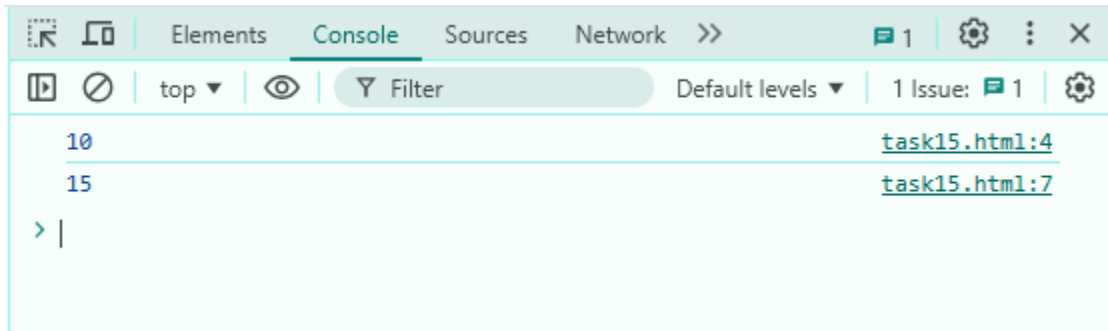 Elements Console Sources Network 1
top Filter Default levels 1 Issue: 1
10 task15.html:4
15 task15.html:7